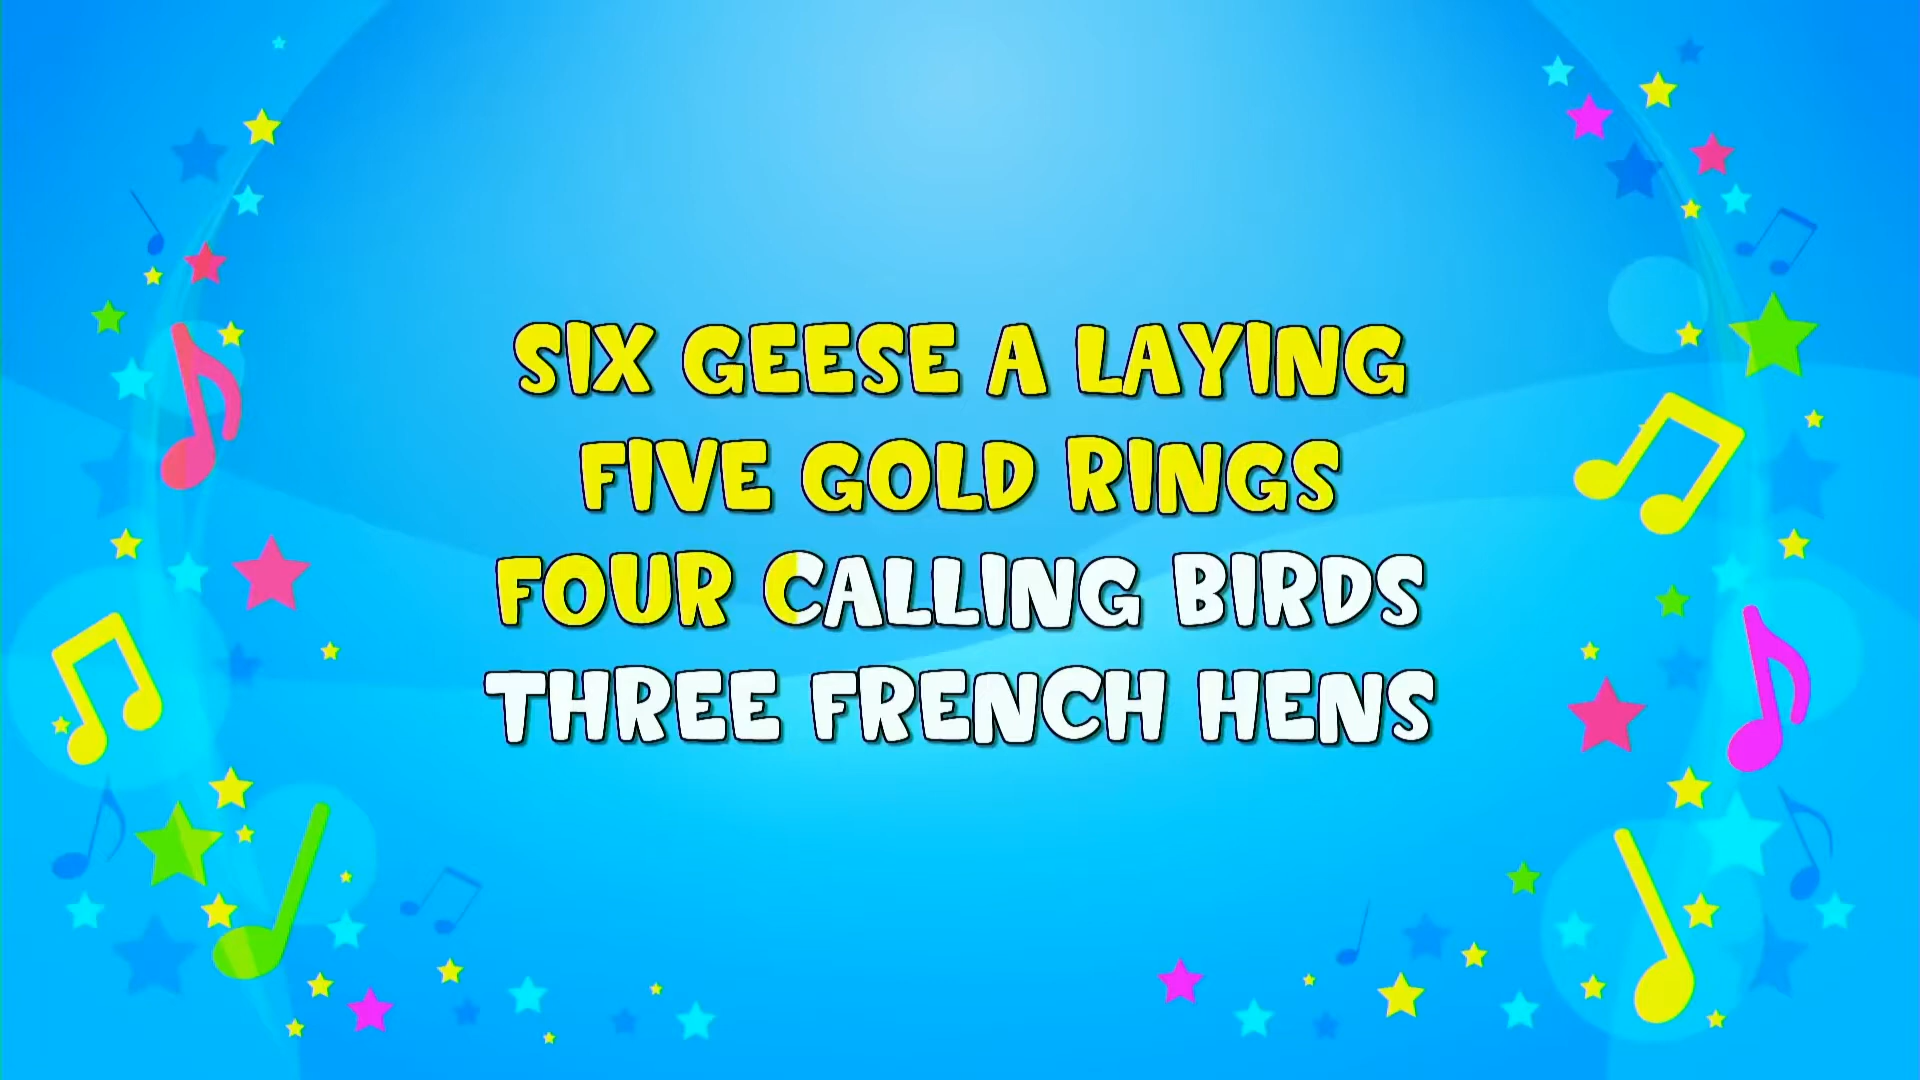 SIX GEESE A LAYING
FIVE GOLD RINGS
FOUR CALLING BIRDS
THREE FRENCH HENS